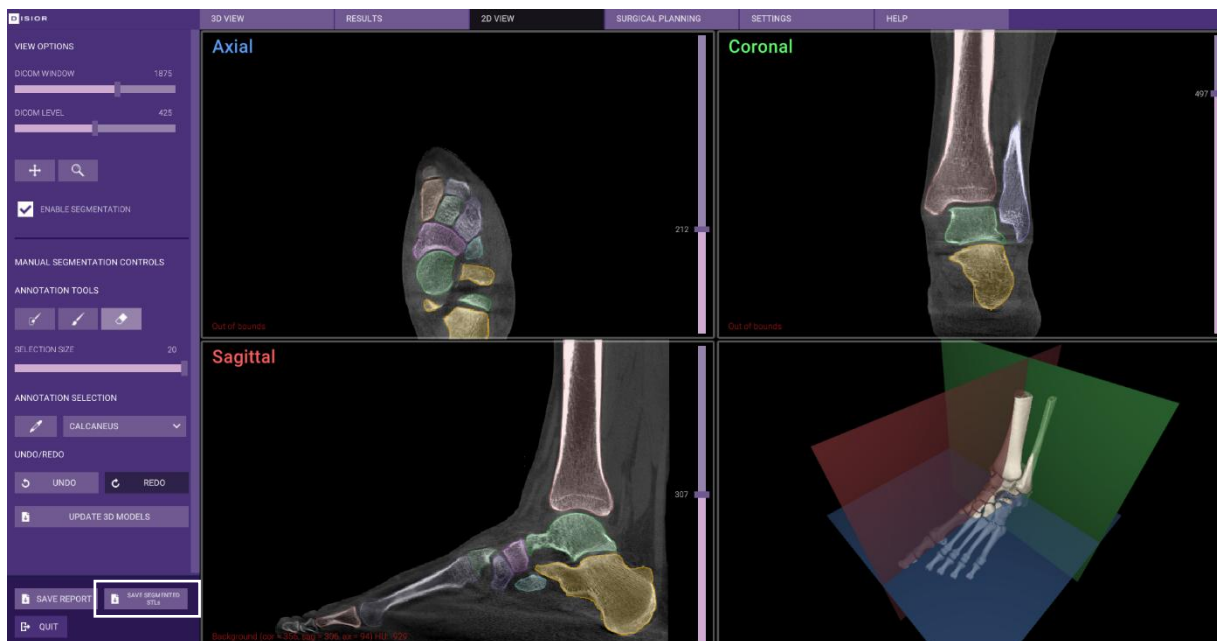 DISIOR
3D VIEW
RESULTS
2D VIEW
SURGICAL PLANNING
SETTINGS
HELP
VIEW OPTIONS
DICOM WINDOW 1875
DICOM LEVEL 425
ENABLE SEGMENTATION
MANUAL SEGMENTATION CONTROLS
ANNOTATION TOOLS
SELECTION SIZE 20
ANNOTATION SELECTION
CALCANEUS
UNDO/REDO
UNDO REDO
UPDATE 3D MODELS
SAVE REPORT
SAVE SEGMENTED
STLs
QUIT
Axial
212
Out of bounds
Coronal
497
Out of bounds
Sagittal
307